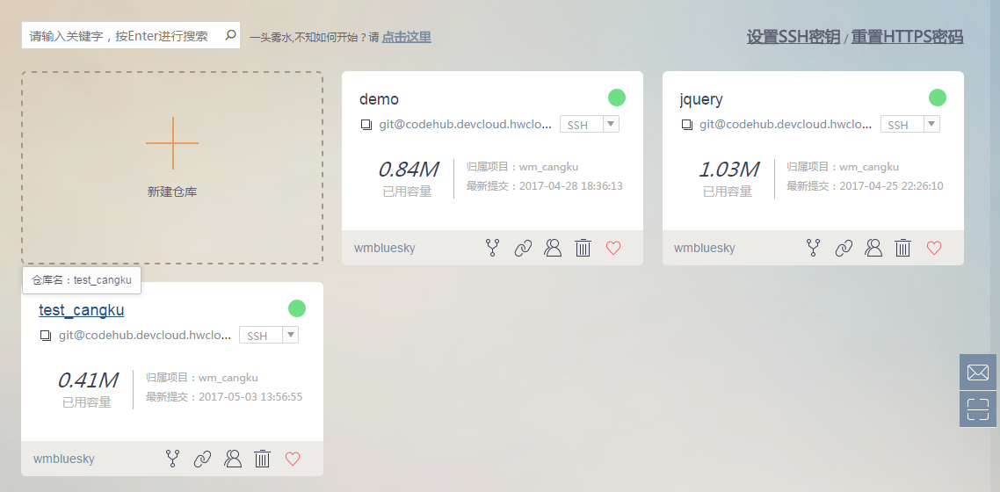 请输入关键字，按Enter进行搜索
一头雾水,不知如何开始？请 点击这里
设置SSH密钥 / 重置HTTPS密码
新建仓库
demo
git@codehub.devcloud.hwclo... SSH
0.84M
已用容量
归属项目：wm_cangku
最新提交：2017-04-28 18:36:13
wmbluesky
jquery
git@codehub.devcloud.hwclo... SSH
1.03M
已用容量
归属项目：wm_cangku
最新提交：2017-04-25 22:26:10
wmbluesky
仓库名：test_cangku
test_cangku
git@codehub.devcloud.hwclo... SSH
0.41M
已用容量
归属项目：wm_cangku
最新提交：2017-05-03 13:56:55
wmbluesky